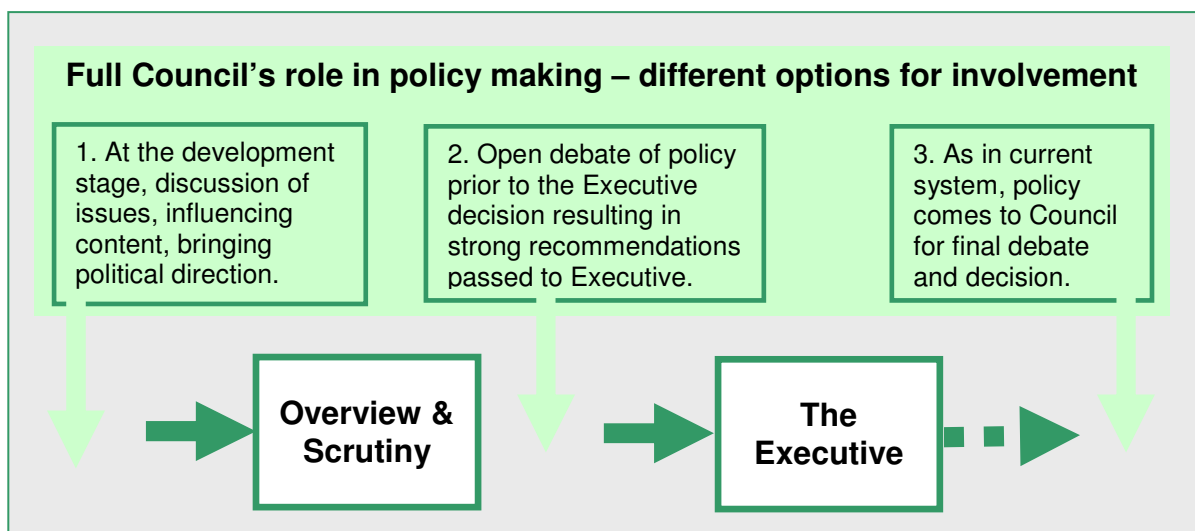 Full Council’s role in policy making – different options for involvement
1. At the development
stage, discussion of
issues, influencing
content, bringing
political direction.
2. Open debate of policy
prior to the Executive
decision resulting in
strong recommendations
passed to Executive.
3. As in current
system, policy
comes to Council
for final debate
and decision.
Overview &
Scrutiny
The
Executive